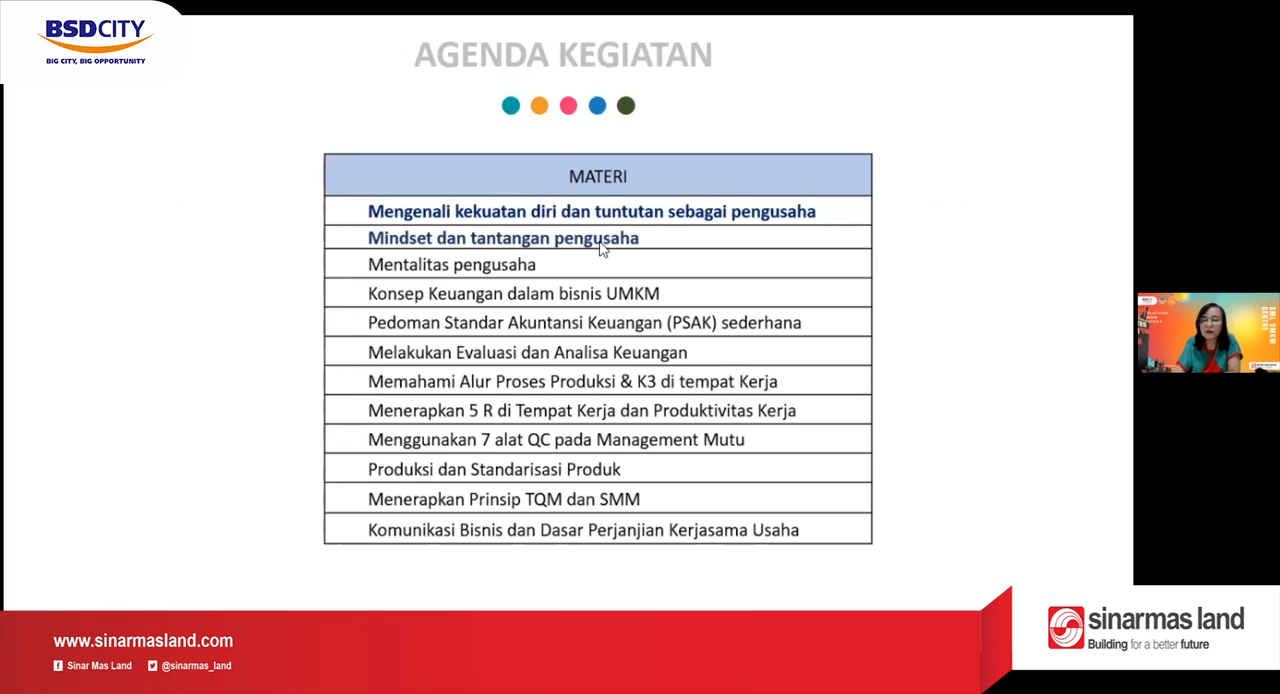 BSDCITY
BIG CITY, BIG OPPORTUNITY
AGENDA KEGIATAN
MATERI
Mengenali kekuatan diri dan tuntutan sebagai pengusaha
Mindset dan tantangan pengusaha
Mentalitas pengusaha
Konsep Keuangan dalam bisnis UMKM
Pedoman Standar Akuntansi Keuangan (PSAK) sederhana
Melakukan Evaluasi dan Analisa Keuangan
Memahami Alur Proses Produksi & K3 di tempat Kerja
Menerapkan 5 R di Tempat Kerja dan Produktivitas Kerja
Menggunakan 7 alat QC pada Management Mutu
Produksi dan Standarisasi Produk
Menerapkan Prinsip TQM dan SMM
Komunikasi Bisnis dan Dasar Perjanjian Kerjasama Usaha
www.sinarmasland.com
Sinar Mas Land
@sinarmas_land
sinarmas land
Building for a better future